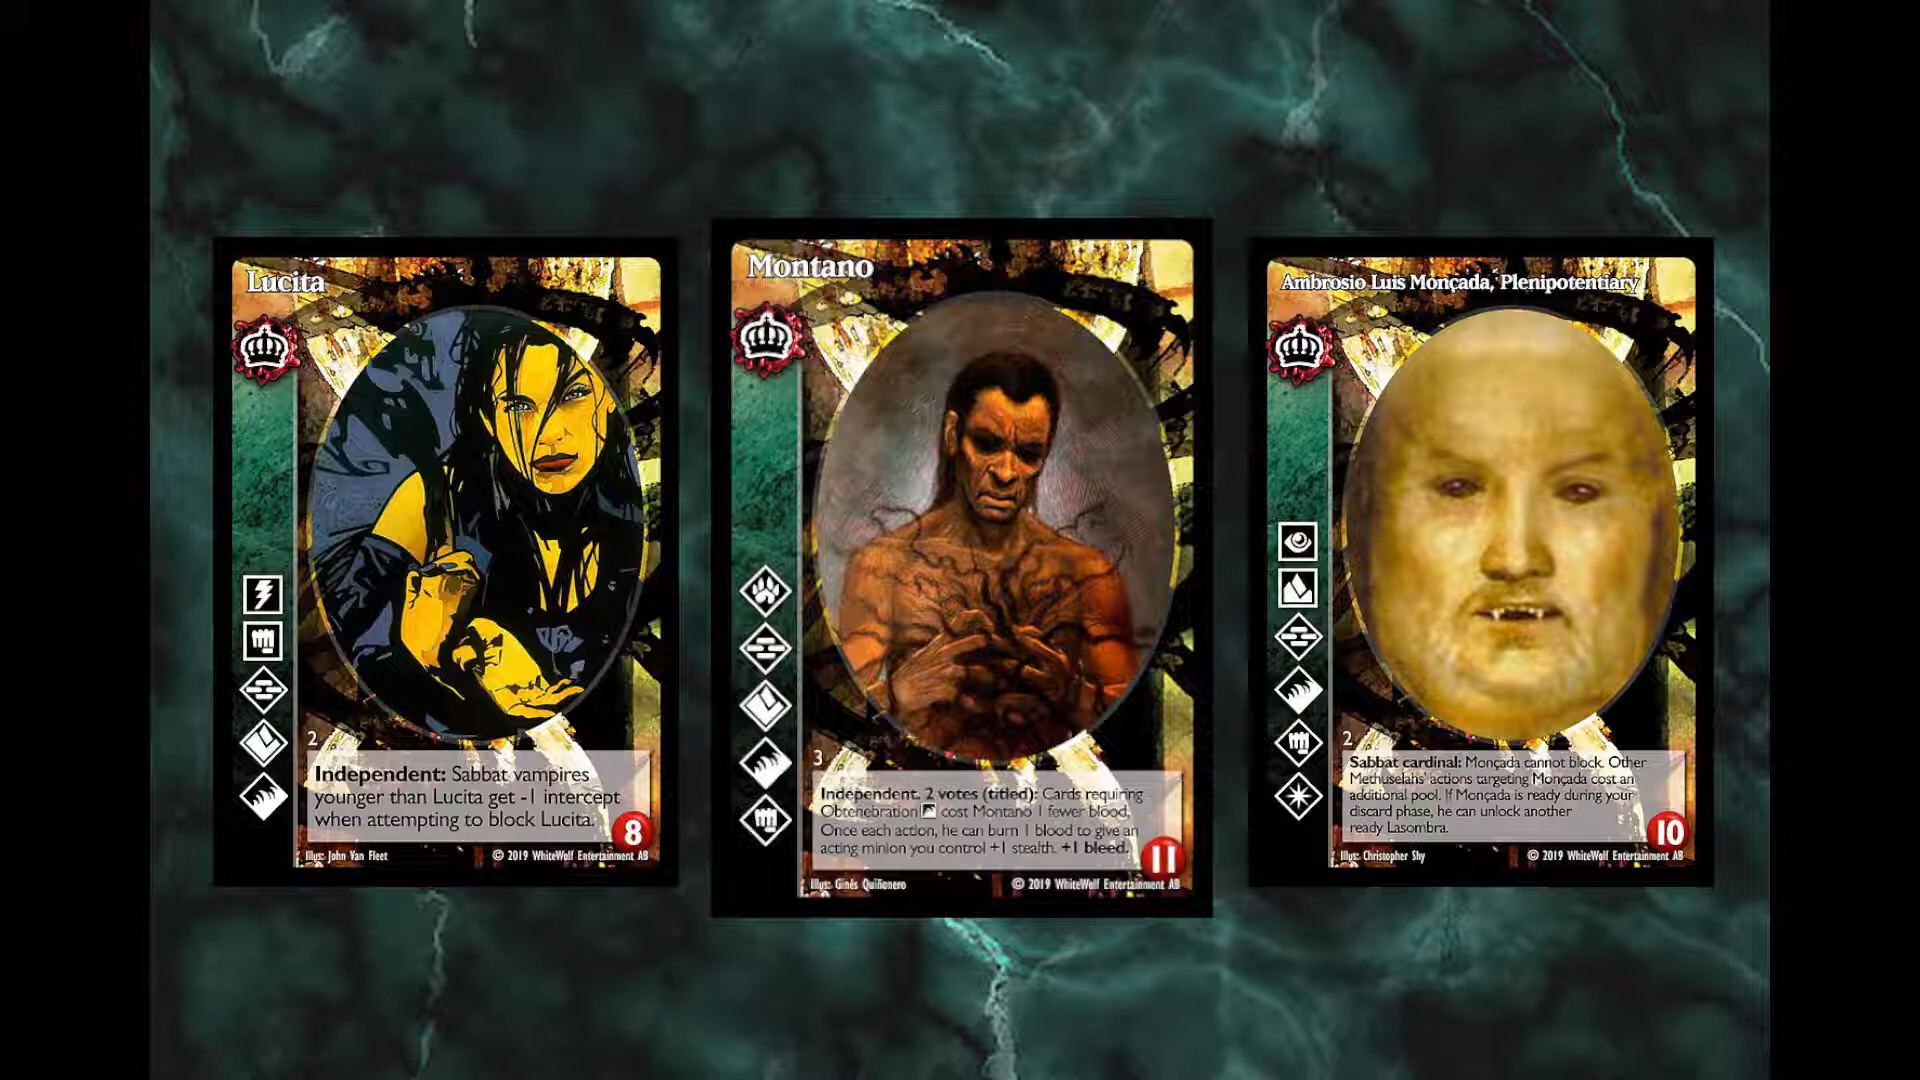 Lucita
2
Independent: Sabbat vampires
younger than Lucita get -1 intercept
when attempting to block Lucita.
8
Illus: John Van Fleet
© 2019 WhiteWolf Entertainment AB
Montano
3
Independent. 2 votes (titled): Cards requiring
Obtenebration cost Montano 1 fewer blood.
Once each action, he can burn 1 blood to give an
acting minion you control +1 stealth. +1 bleed.
11
Illus: Ginés Quiñonero
© 2019 WhiteWolf Entertainment AB
Ambrosio Luis Monçada, Plenipotentiary
2
Sabbat cardinal: Monçada cannot block. Other
Methuselahs' actions targeting Monçada cost an
additional pool. If Monçada is ready during your
discard phase, he can unlock another
ready Lasombra.
10
Illus: Christopher Shy
© 2019 WhiteWolf Entertainment AB